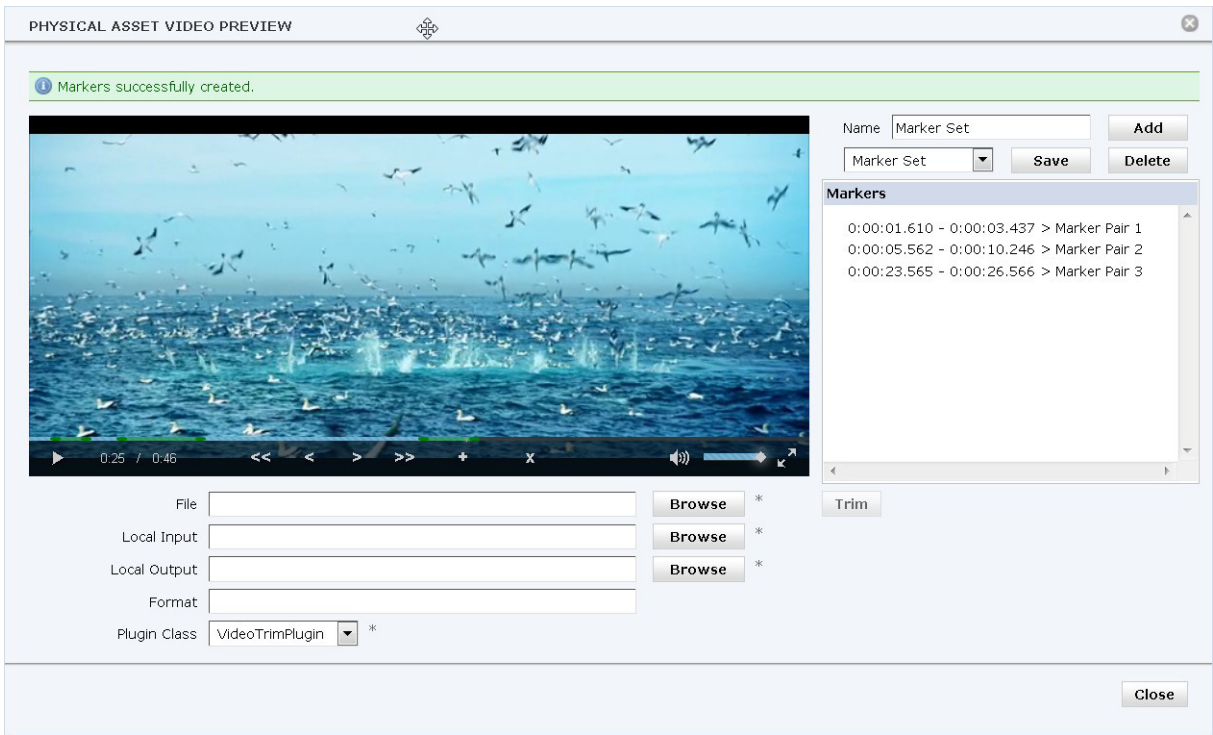 PHYSICAL ASSET VIDEO PREVIEW
Markers successfully created.
Name Marker Set Add
Marker Set Save Delete
Markers
0:00:01.610 - 0:00:03.437 > Marker Pair 1
0:00:05.562 - 0:00:10.246 > Marker Pair 2
0:00:23.565 - 0:00:26.566 > Marker Pair 3
0:25 / 0:46 << < > >> + x
File Browse *
Trim
Local Input Browse *
Local Output Browse *
Format
Plugin Class VideoTrimPlugin *
Close